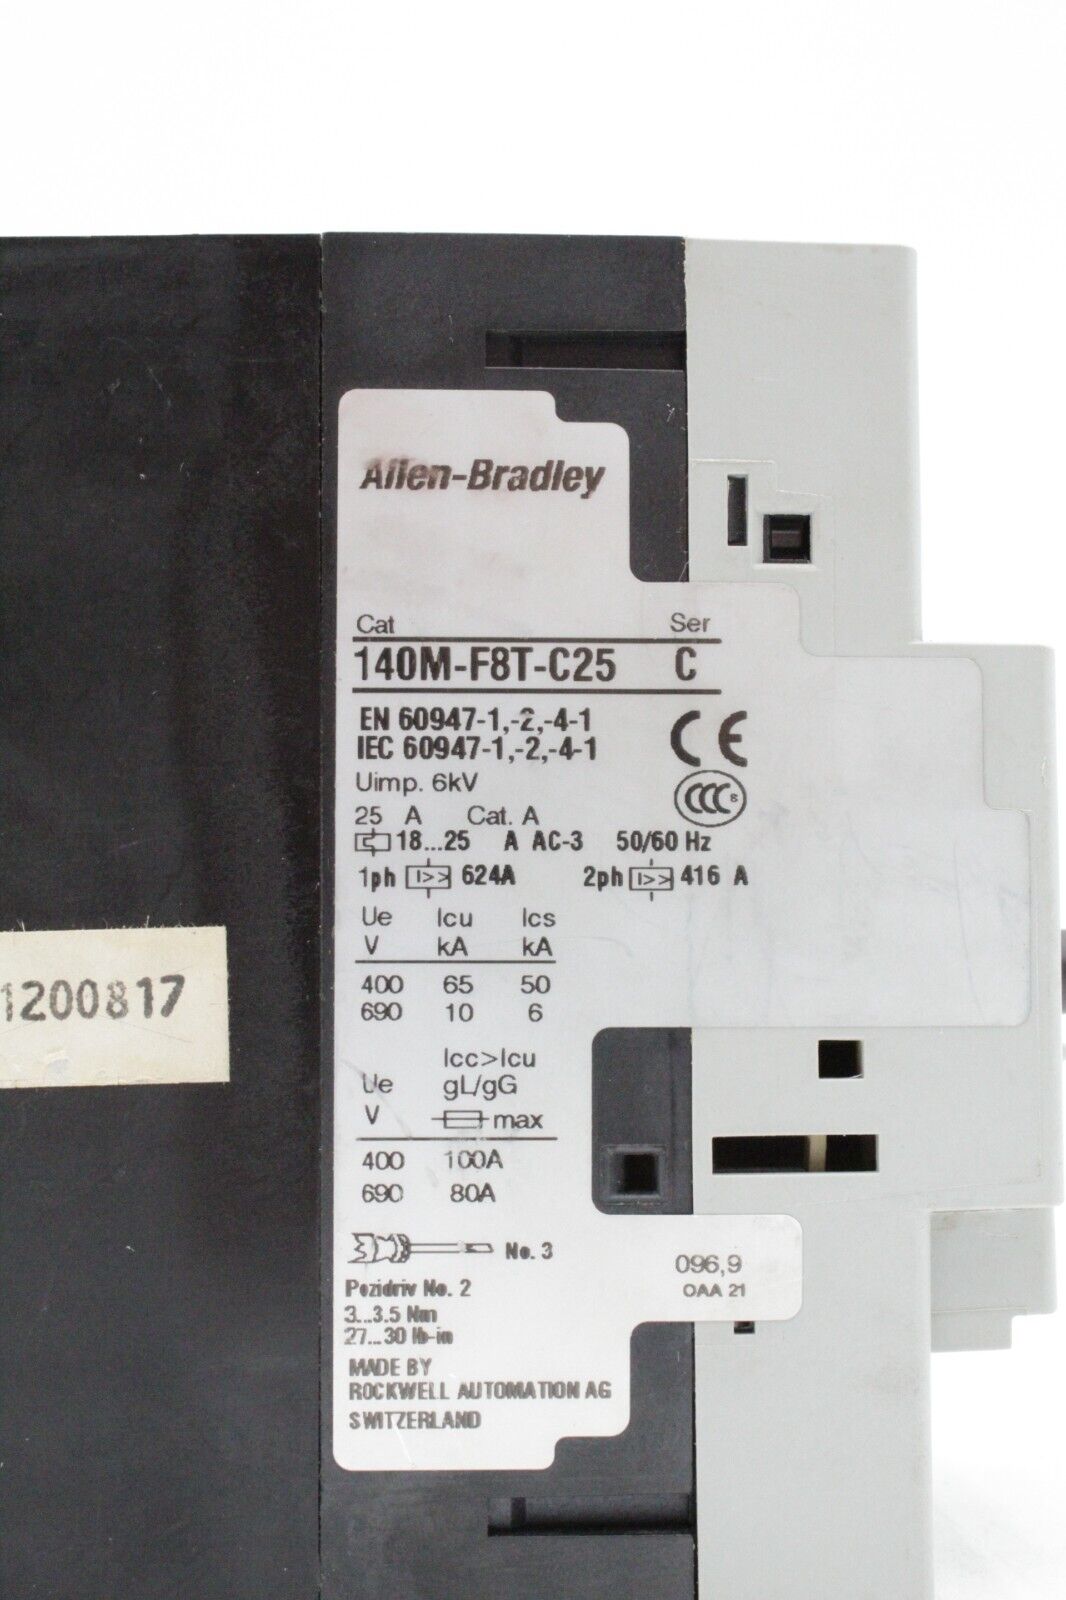 Allen-Bradley
Cat Ser
140M-F8T-C25 C
EN 60947-1,-2,-4-1
IEC 60947-1,-2,-4-1
CE
Uimp. 6kV
CCC S
25 A Cat. A
18...25 A AC-3 50/60 Hz
1ph I>> 624A 2ph I>> 416 A
Ue Icu Ics
V kA kA
400 65 50
690 10 6
1200817
Icc>Icu
Ue gL/gG
V max
400 100A
690 80A
No. 3
096,9
Pozidriv No. 2
OAA 21
3...3.5 Nm
27...30 lb-in
MADE BY
ROCKWELL AUTOMATION AG
SWITZERLAND